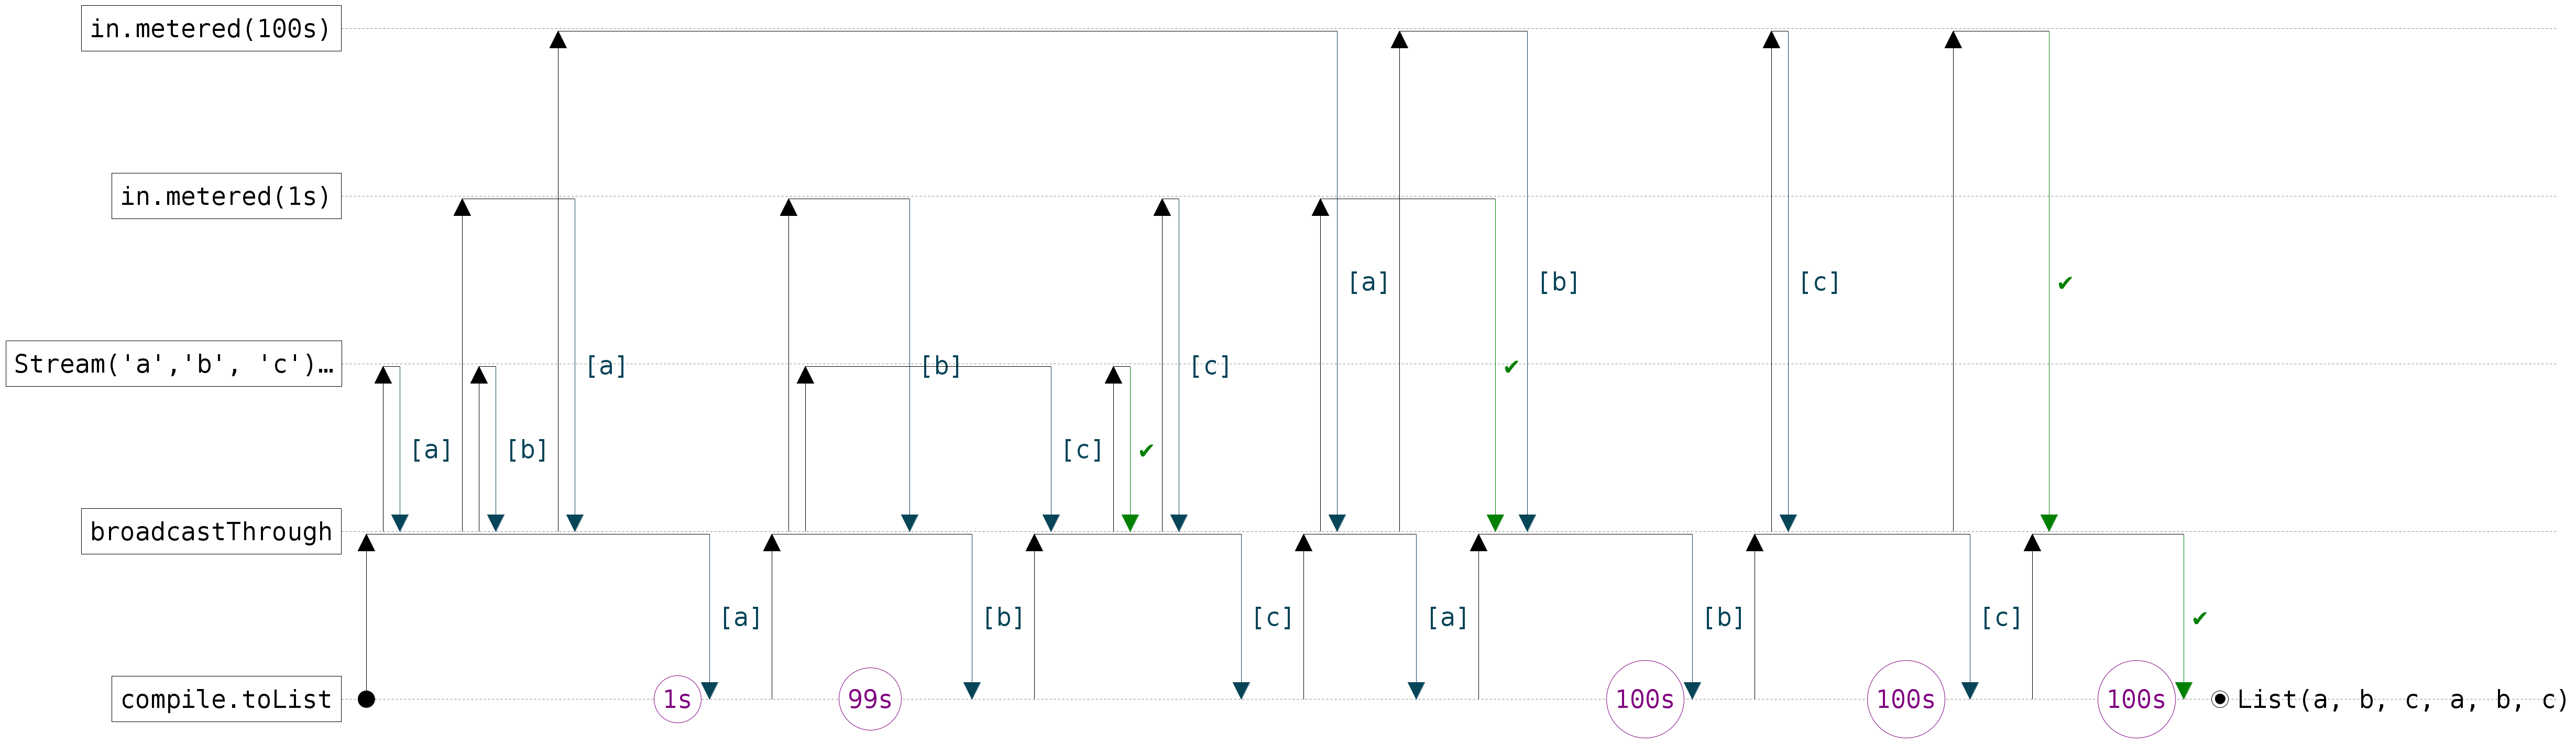 in.metered(100s)
in.metered(1s)
[a] [b] [c] ✔
Stream('a','b', 'c')… [a] [b] [c] ✔
[a] [b] [c] ✔
broadcastThrough
[a] [b] [c] [a] [b] [c] ✔
compile.toList 1s 99s 100s 100s 100s List(a, b, c, a, b, c)